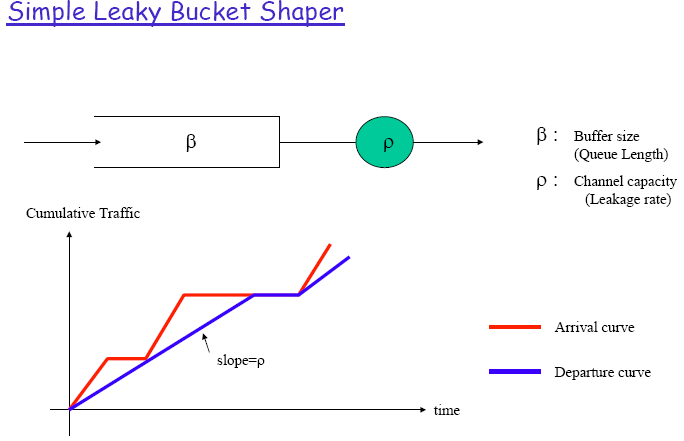 Simple Leaky Bucket Shaper
β
ρ
β : Buffer size
(Queue Length)
ρ : Channel capacity
(Leakage rate)
Cumulative Traffic
slope=ρ
time
Arrival curve
Departure curve